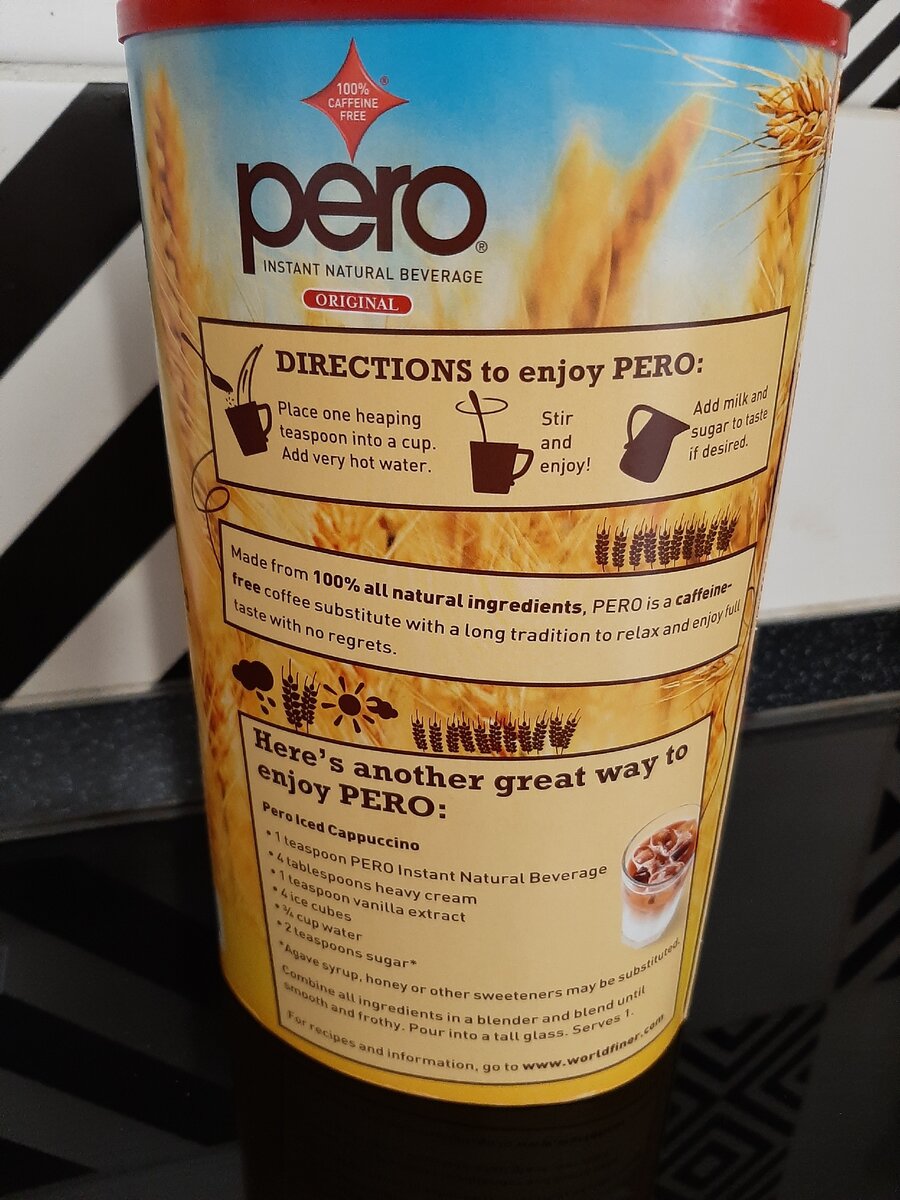 100%
CAFFEINE
FREE
®
pero®
INSTANT NATURAL BEVERAGE
ORIGINAL
DIRECTIONS to enjoy PERO:
Place one heaping
teaspoon into a cup.
Add very hot water.
Stir
and
enjoy!
Add milk and
sugar to taste
if desired.
Made from 100% all natural ingredients, PERO is a caffeine-
free coffee substitute with a long tradition to relax and enjoy full
taste with no regrets.
Here's another great way to
enjoy PERO:
Pero Iced Cappuccino
• 1 teaspoon PERO Instant Natural Beverage
• 4 tablespoons heavy cream
• 1 teaspoon vanilla extract
• 4 ice cubes
• ¾ cup water
• 2 teaspoons sugar*
*Agave syrup, honey or other sweeteners may be substituted.
Combine all ingredients in a blender and blend until
smooth and frothy. Pour into a tall glass. Serves 1.
For recipes and information, go to www.worldfiner.com